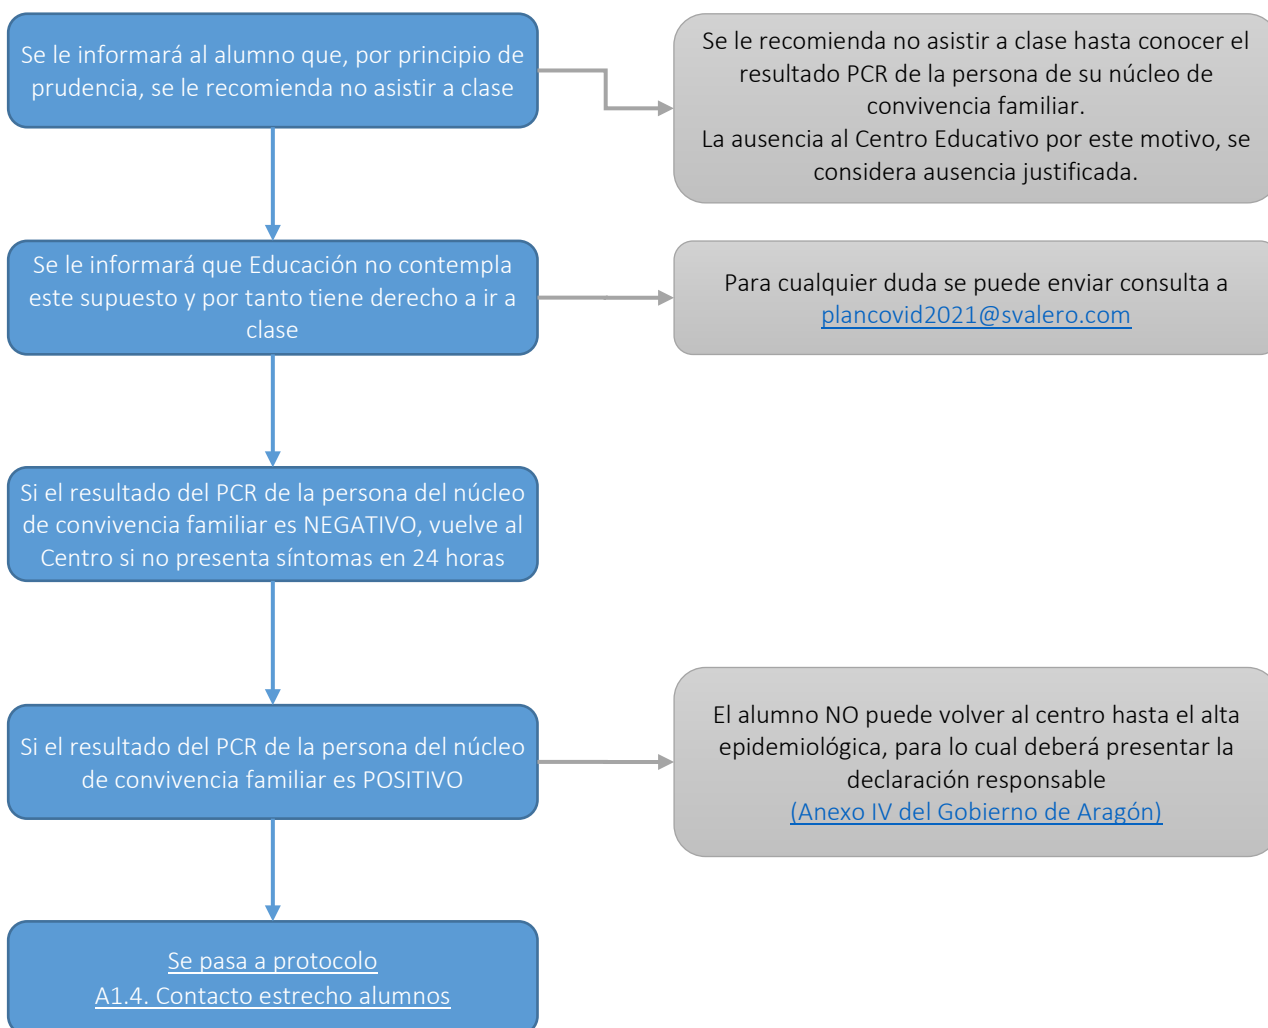 Se le informará al alumno que, por principio de
prudencia, se le recomienda no asistir a clase
Se le recomienda no asistir a clase hasta conocer el
resultado PCR de la persona de su núcleo de
convivencia familiar.
La ausencia al Centro Educativo por este motivo, se
considera ausencia justificada.
Se le informará que Educación no contempla
este supuesto y por tanto tiene derecho a ir a
clase
Para cualquier duda se puede enviar consulta a
plancovid2021@svalero.com
Si el resultado del PCR de la persona del núcleo
de convivencia familiar es NEGATIVO, vuelve al
Centro si no presenta síntomas en 24 horas
Si el resultado del PCR de la persona del núcleo
de convivencia familiar es POSITIVO
El alumno NO puede volver al centro hasta el alta
epidemiológica, para lo cual deberá presentar la
declaración responsable
(Anexo IV del Gobierno de Aragón)
Se pasa a protocolo
A1.4. Contacto estrecho alumnos